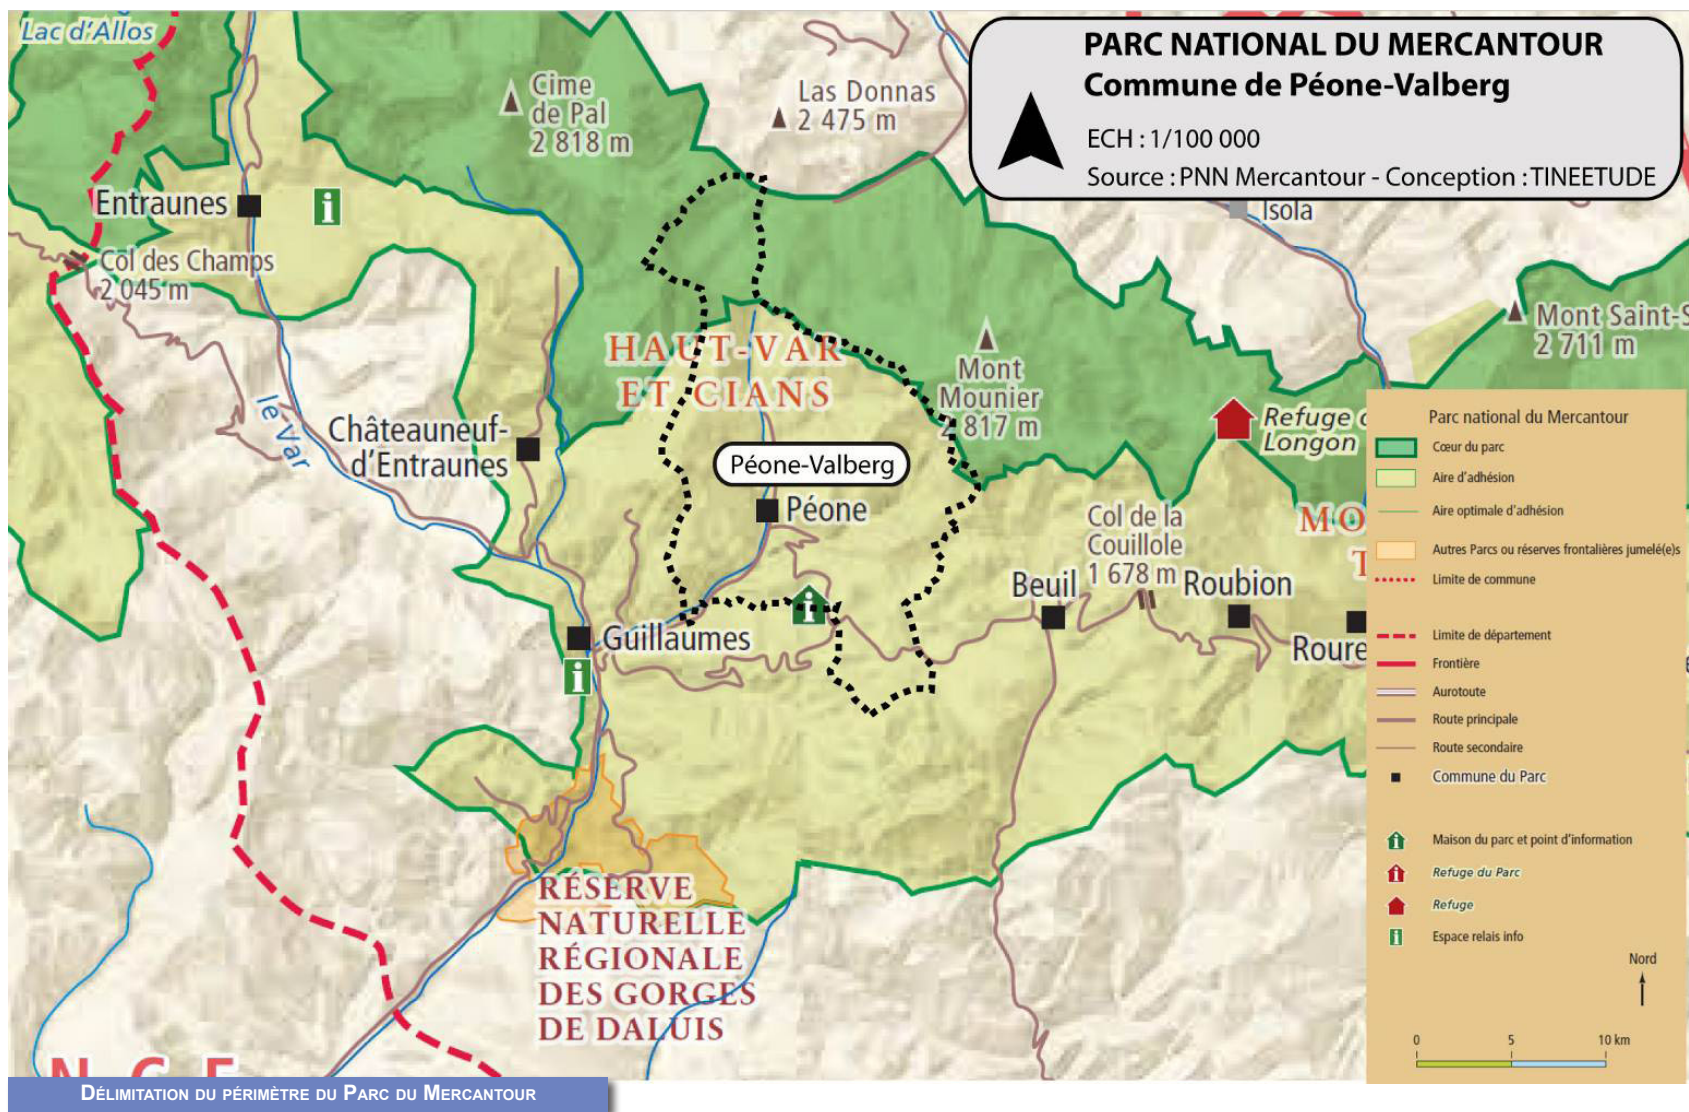 Lac d'Allos
PARC NATIONAL DU MERCANTOUR
Commune de Péone-Valberg
ECH : 1/100 000
Source : PNN Mercantour - Conception : TINEETUDE
Cime
de Pal
2 818 m
Las Donnas
2 475 m
Entraunes
i
Isola
Col des Champs
2 045 m
Mont Saint-S
2 711 m
HAUT-VAR
ET CIANS
Mont
Mounier
2 817 m
le Var
Châteauneuf-
d'Entraunes
Refuge
Longon
Péone-Valberg
Péone
Col de la
Couillole
1 678 m
MO
T
Beuil
Roubion
i
Guillaumes
Roure
i
RÉSERVE
NATURELLE
RÉGIONALE
DES GORGES
DE DALUIS
N C E
Parc national du Mercantour
Cœur du parc
Aire d'adhésion
Aire optimale d'adhésion
Autres Parcs ou réserves frontalières jumelé(e)s
Limite de commune
Limite de département
Frontière
Aurotoute
Route principale
Route secondaire
Commune du Parc
i Maison du parc et point d'information
i Refuge du Parc
Refuge
i Espace relais info
Nord
0 5 10 km
DÉLIMITATION DU PÉRIMÈTRE DU PARC DU MERCANTOUR